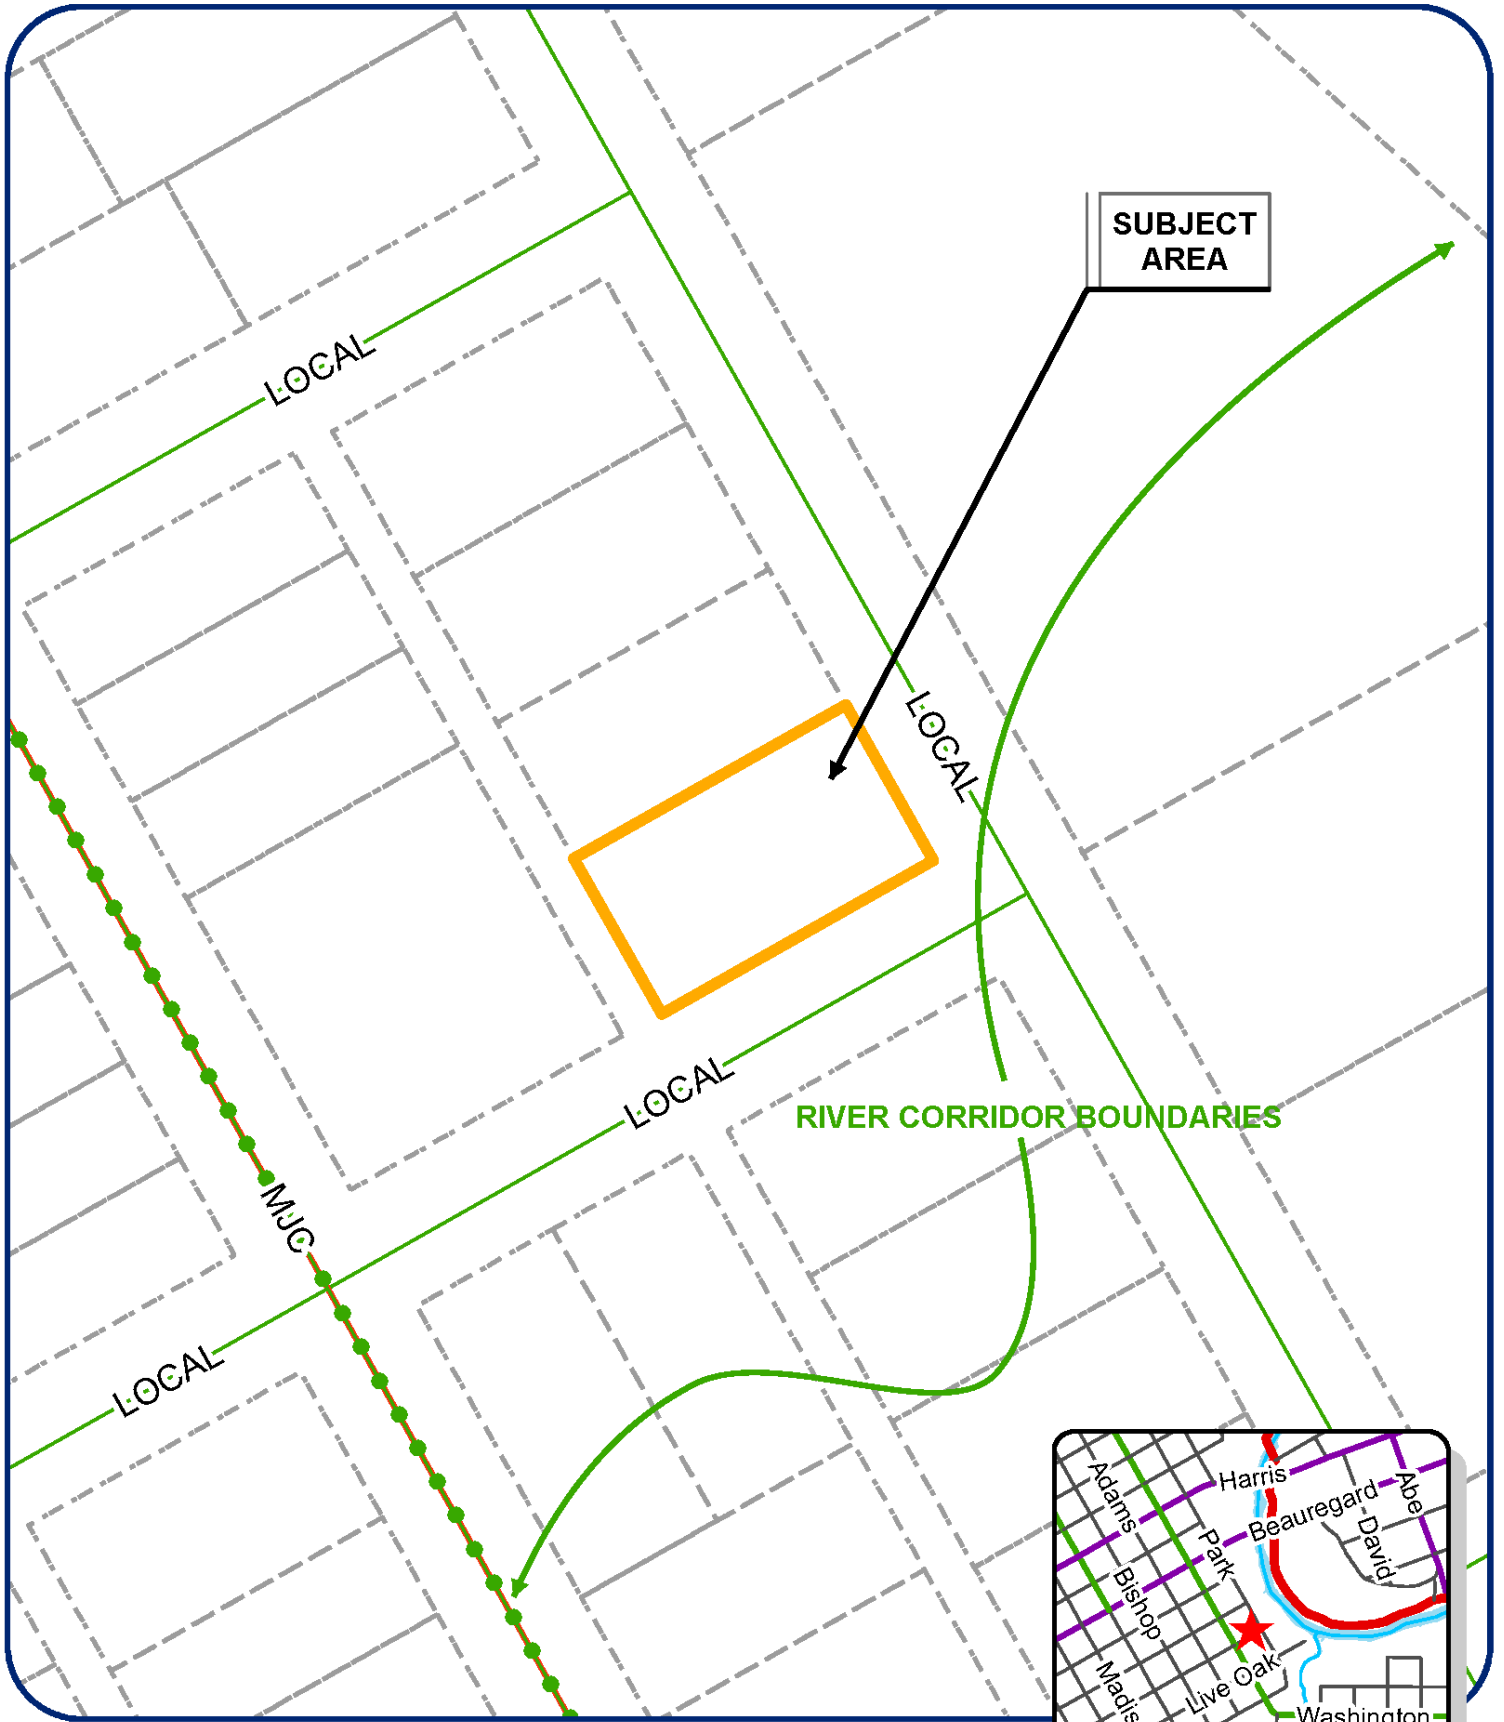 SUBJECT
AREA
LOCAL
LOCAL
LOCAL
RIVER CORRIDOR BOUNDARIES
MJC
LOCAL
Harris
Abe
Adams
Beauregard
David
Park
Bishop
Live Oak
Madis
Washington